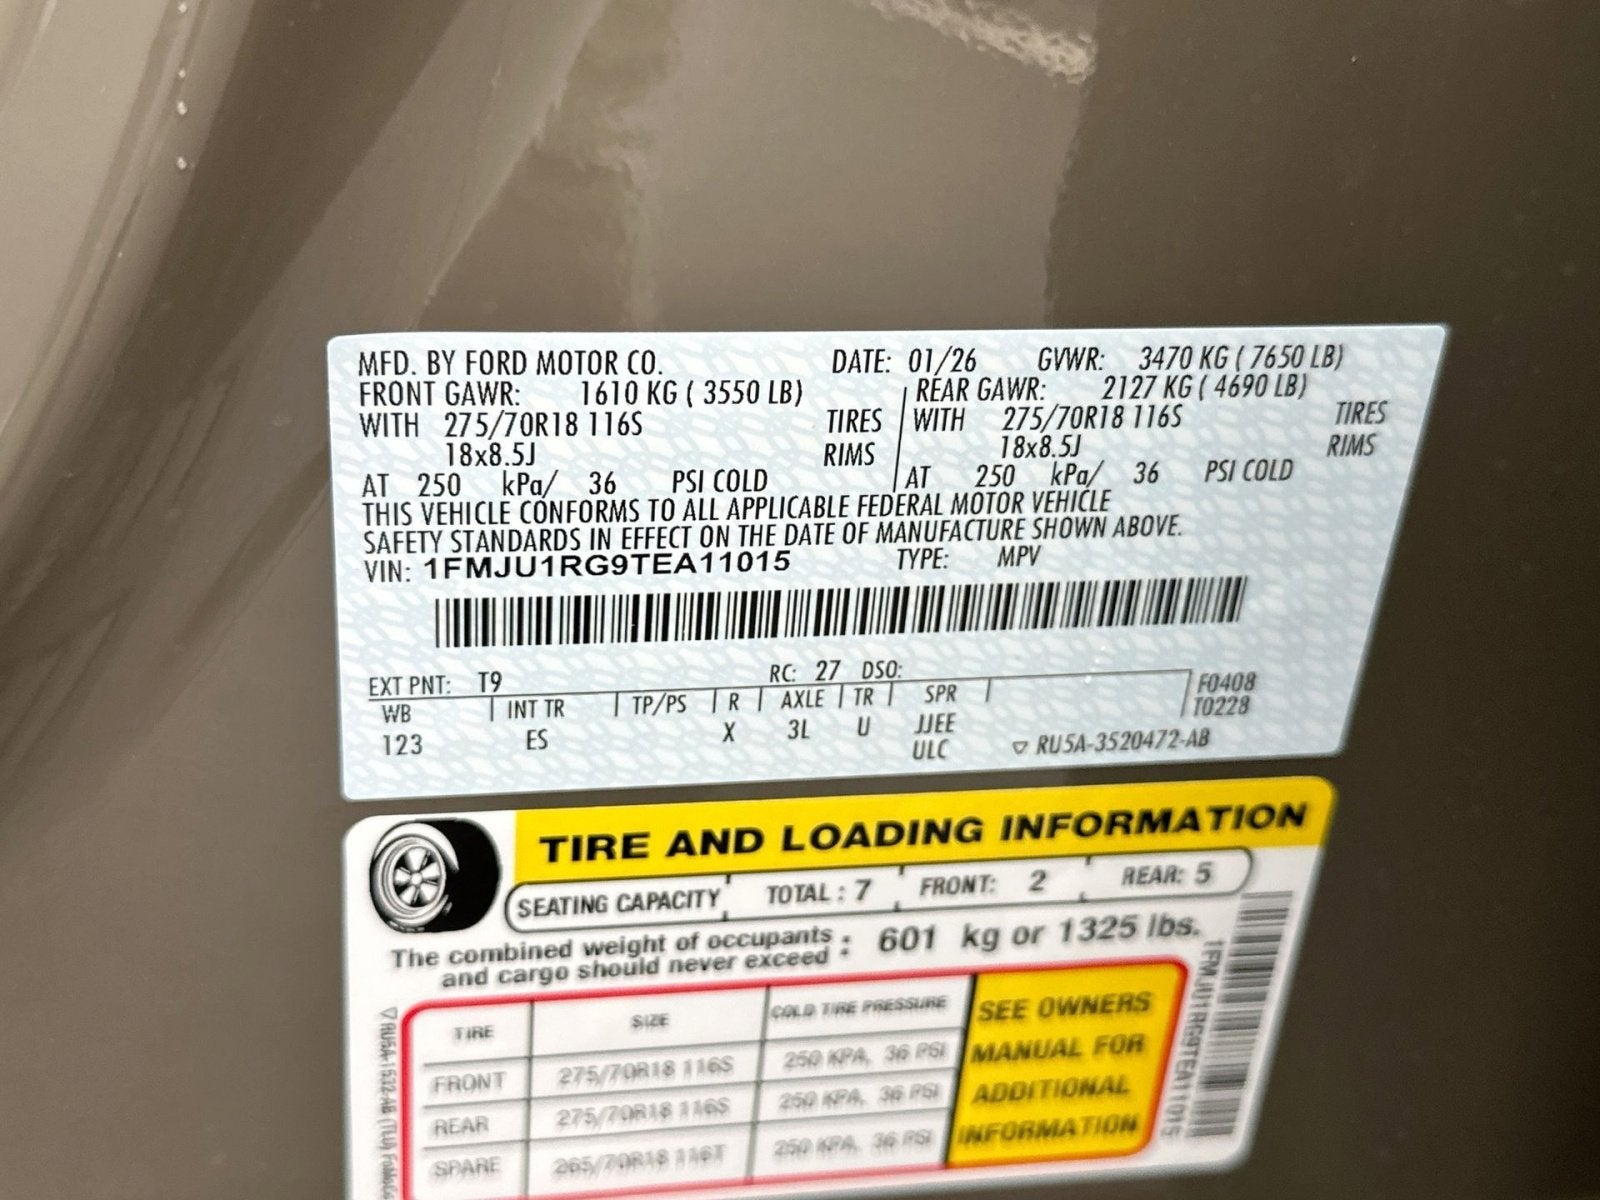 MFD. BY FORD MOTOR CO. DATE: 01/26 GVWR: 3470 KG ( 7650 LB)
FRONT GAWR: 1610 KG ( 3550 LB) REAR GAWR: 2127 KG ( 4690 LB)
WITH 275/70R18 116S TIRES WITH 275/70R18 116S TIRES
18x8.5J RIMS 18x8.5J RIMS
AT 250 kPa/ 36 PSI COLD AT 250 kPa/ 36 PSI COLD
THIS VEHICLE CONFORMS TO ALL APPLICABLE FEDERAL MOTOR VEHICLE
SAFETY STANDARDS IN EFFECT ON THE DATE OF MANUFACTURE SHOWN ABOVE.
VIN: 1FMJU1RG9TEA11015 TYPE: MPV
EXT PNT: T9 RC: 27 DSO:
WB INT TR TP/PS R AXLE TR SPR F0408
T0228
123 ES X 3L U JJEE
ULC ▽ RU5A-3520472-AB
TIRE AND LOADING INFORMATION
SEATING CAPACITY TOTAL : 7 FRONT: 2 REAR: 5
The combined weight of occupants
and cargo should never exceed : 601 kg or 1325 lbs.
TIRE SIZE COLD TIRE PRESSURE
FRONT 275/70R18 116S 250 KPA, 36 PSI
REAR 275/70R18 116S 250 KPA, 36 PSI
SPARE 265/70R18 116T 250 KPA, 36 PSI
SEE OWNERS
MANUAL FOR
ADDITIONAL
INFORMATION
1FMJU1RG9TEA11015